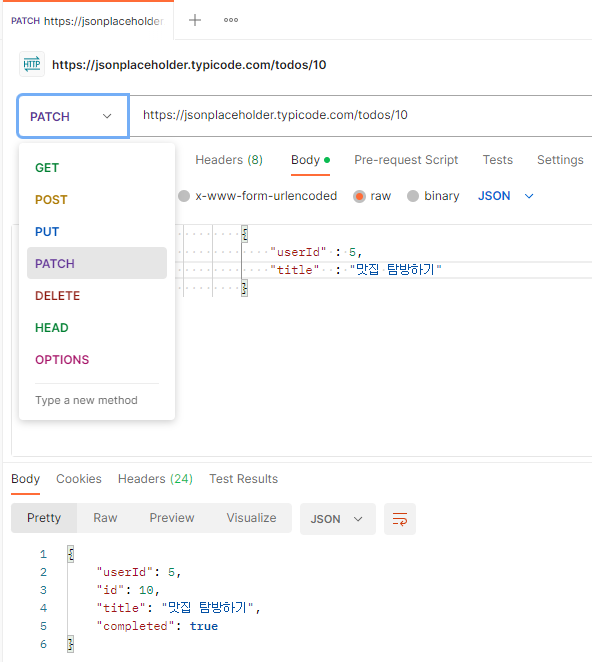 PATCH https://jsonplaceholder
https://jsonplaceholder.typicode.com/todos/10
PATCH https://jsonplaceholder.typicode.com/todos/10
Headers (8) Body Pre-request Script Tests Settings
x-www-form-urlencoded raw binary JSON
GET
POST
PUT
PATCH
DELETE
HEAD
OPTIONS
Type a new method
{
"userId" : 5,
"title" : "맛집 탐방하기"
}
Body Cookies Headers (24) Test Results
Pretty Raw Preview Visualize JSON
1 {
2 "userId": 5,
3 "id": 10,
4 "title": "맛집 탐방하기",
5 "completed": true
6 }